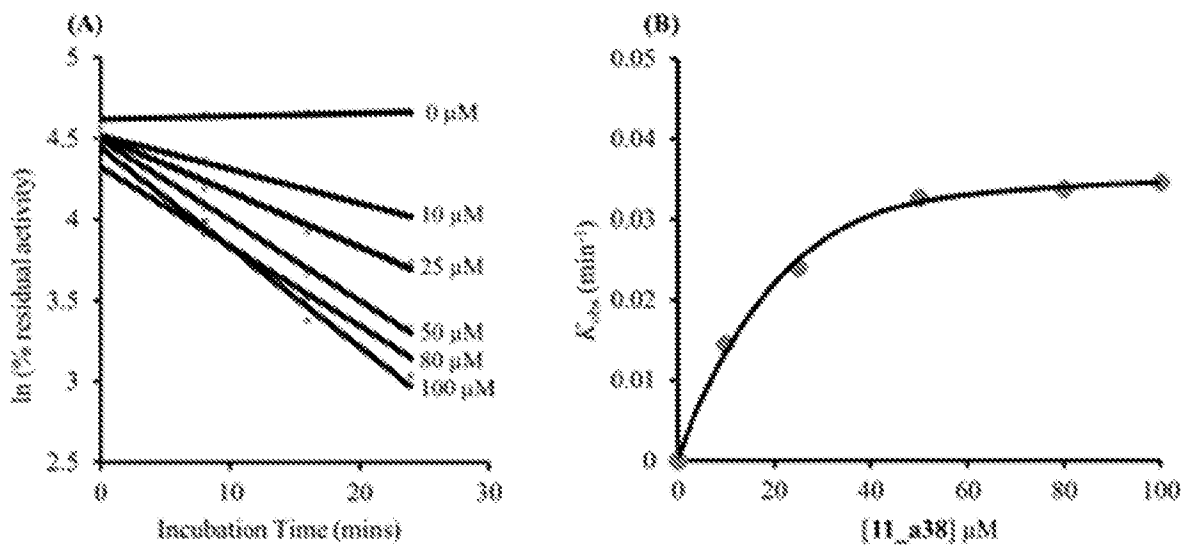 (A)
5
4.5
4
3.5
3
2.5
0
10
20
30
ln (% residual activity)
Incubation Time (mins)
0 µM
10 µM
25 µM
50 µM
80 µM
100 µM
(B)
0.05
0.04
0.03
0.02
0.01
0
0
20
40
60
80
100
K_obs (min⁻¹)
[11_a38] µM